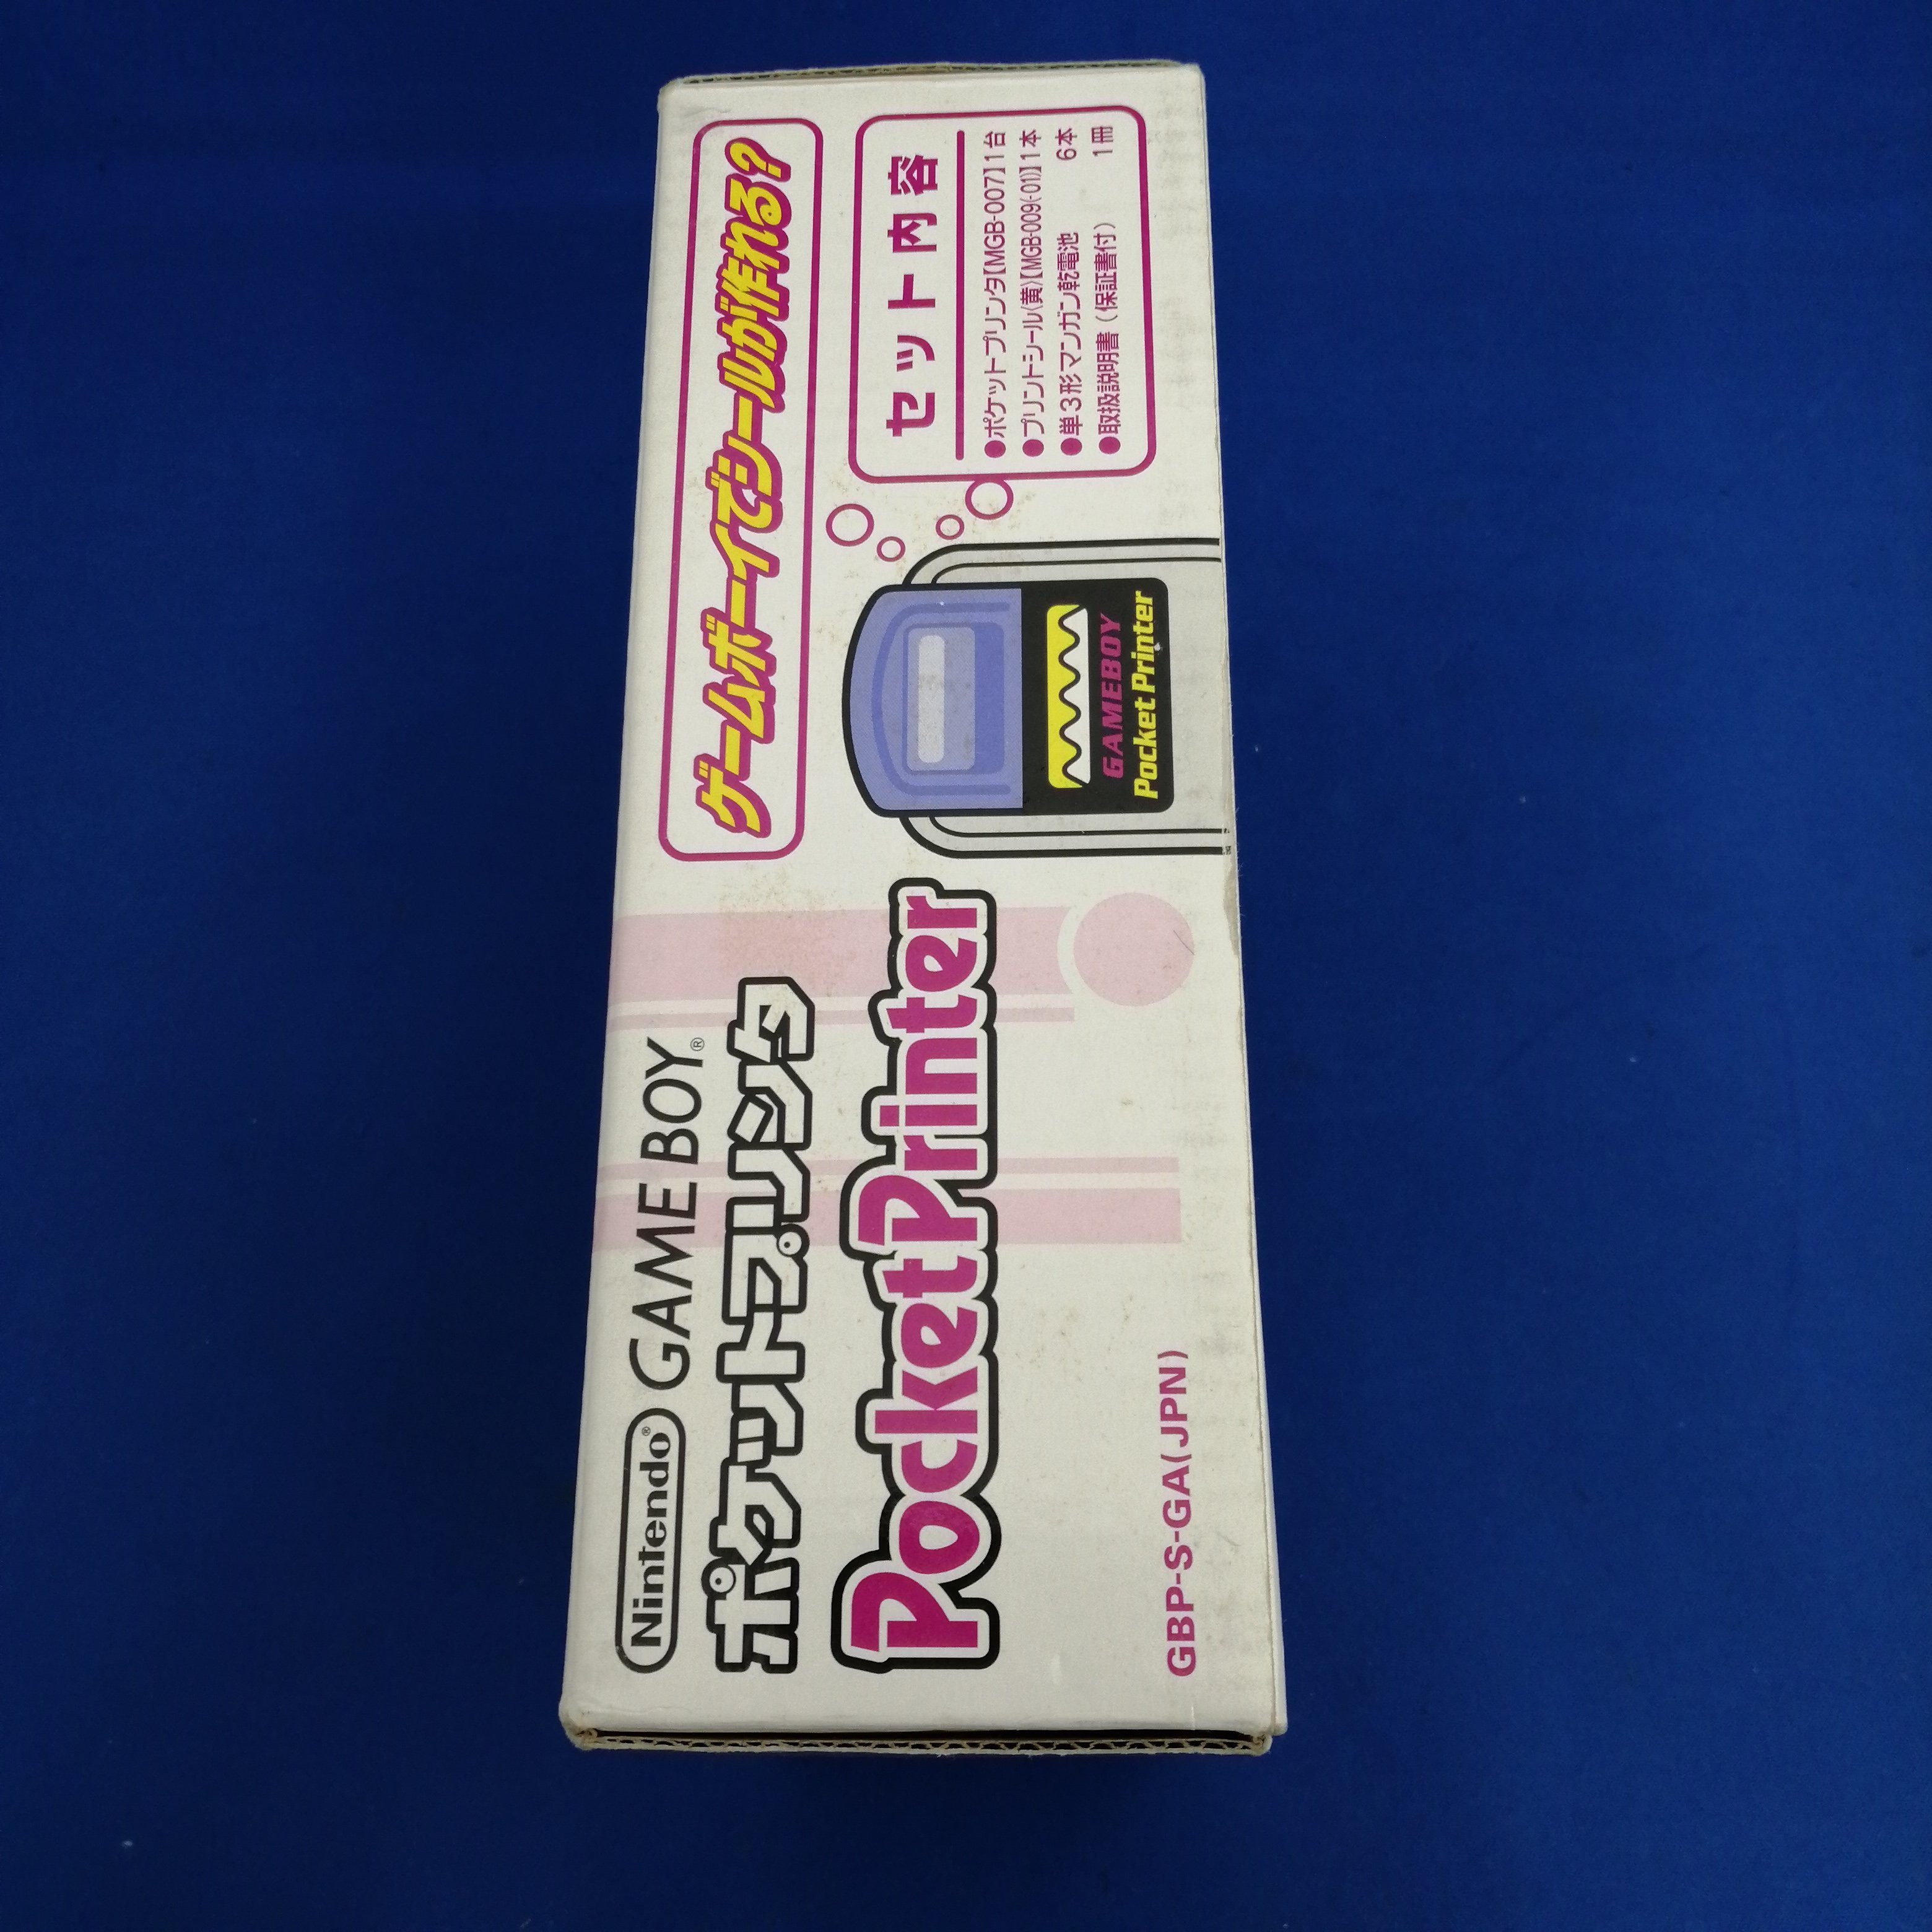 Nintendo® GAME BOY®
ポケットプリンタ
PocketPrinter
GBP-S-GA(JPN)
ゲームボーイでシールが作れる?
GAMEBOY
Pocket Printer
セット内容
●ポケットプリンタ【MGB-007】1台
●プリントシール〈黄〉【MGB-009(-01)】1本
●単3形マンガン乾電池 6本
●取扱説明書(保証書付) 1冊